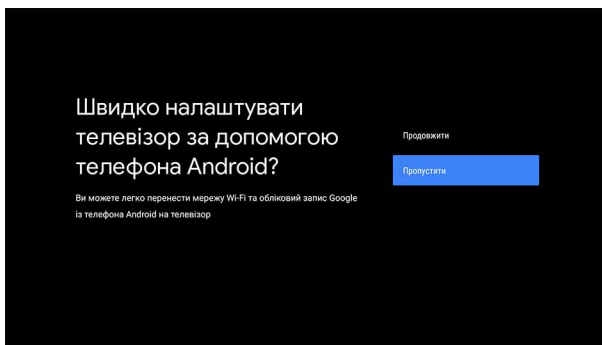 Швидко налаштувати
телевізор за допомогою
телефона Android?
Ви можете легко перенести мережу Wi-Fi та обліковий запис Google
із телефона Android на телевізор
Продовжити
Пропустити